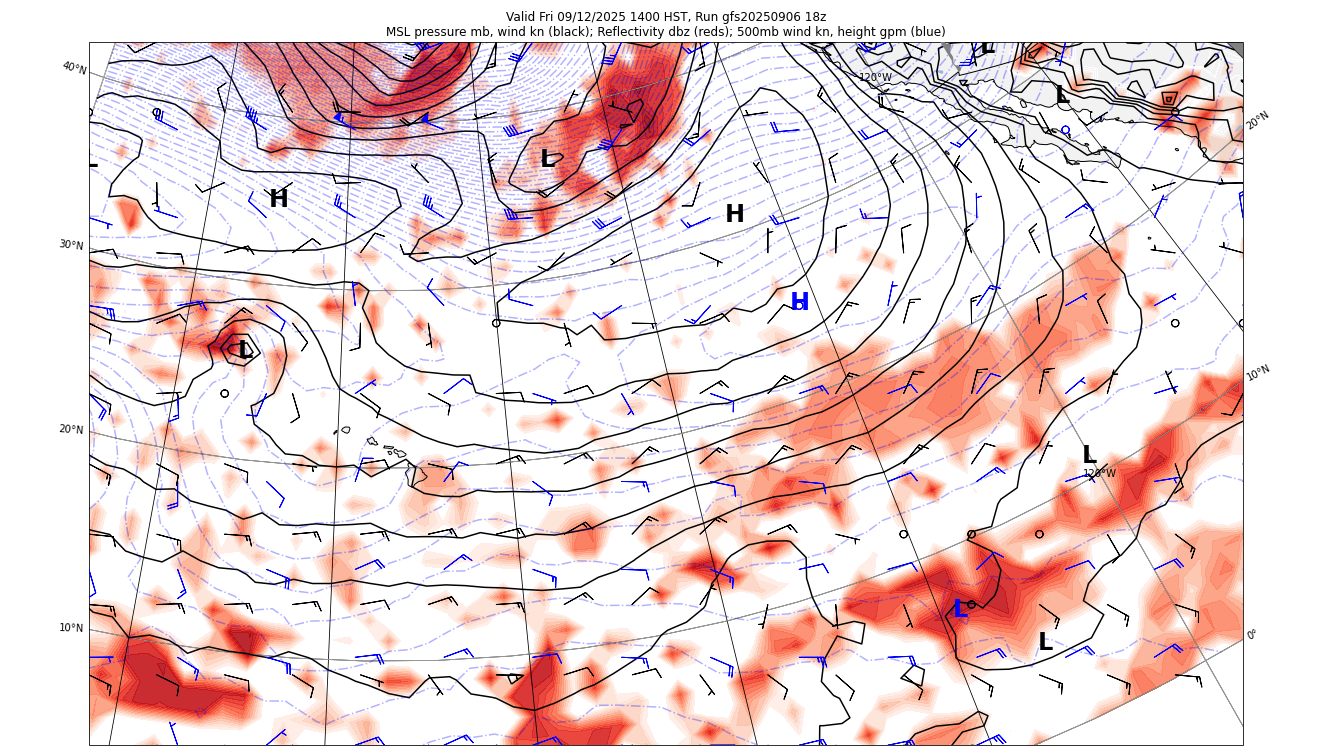 Valid Fri 09/12/2025 1400 HST, Run gfs20250906 18z
MSL pressure mb, wind kn (black); Reflectivity dbz (reds); 500mb wind kn, height gpm (blue)
L
40°N
120°W
L
20°N
L
H
H
30°N
H
L
10°N
20°N
L
120°W
L
10°N
0°
L